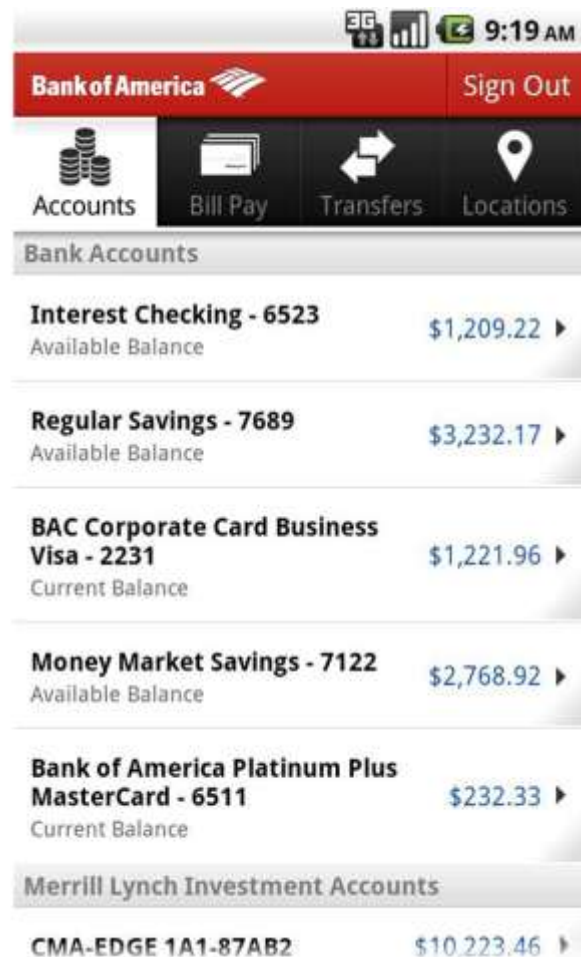 3G 9:19 AM
Bank of America Sign Out
Accounts Bill Pay Transfers Locations
Bank Accounts
Interest Checking - 6523
Available Balance
$1,209.22
Regular Savings - 7689
Available Balance
$3,232.17
BAC Corporate Card Business
Visa - 2231
Current Balance
$1,221.96
Money Market Savings - 7122
Available Balance
$2,768.92
Bank of America Platinum Plus
MasterCard - 6511
Current Balance
$232.33
Merrill Lynch Investment Accounts
CMA-EDGE 1A1-87AB2 $10,223.46